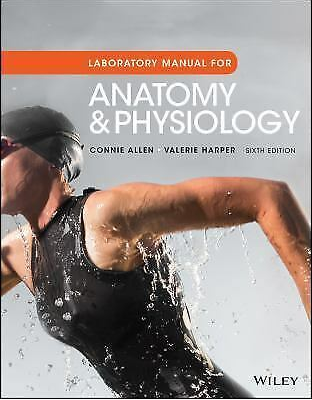 LABORATORY MANUAL FOR
ANATOMY
& PHYSIOLOGY
CONNIE ALLEN · VALERIE HARPER SIXTH EDITION
WILEY